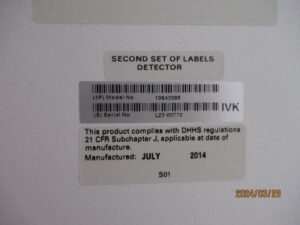 SECOND SET OF LABELS
DETECTOR
(1P) Model No 10643088
(S) Serial No L23-00770
IVK
This product complies with DHHS regulations
21 CFR Subchapter J, applicable at date of
manufacture.
Manufactured: JULY 2014
S01
2024/03/28